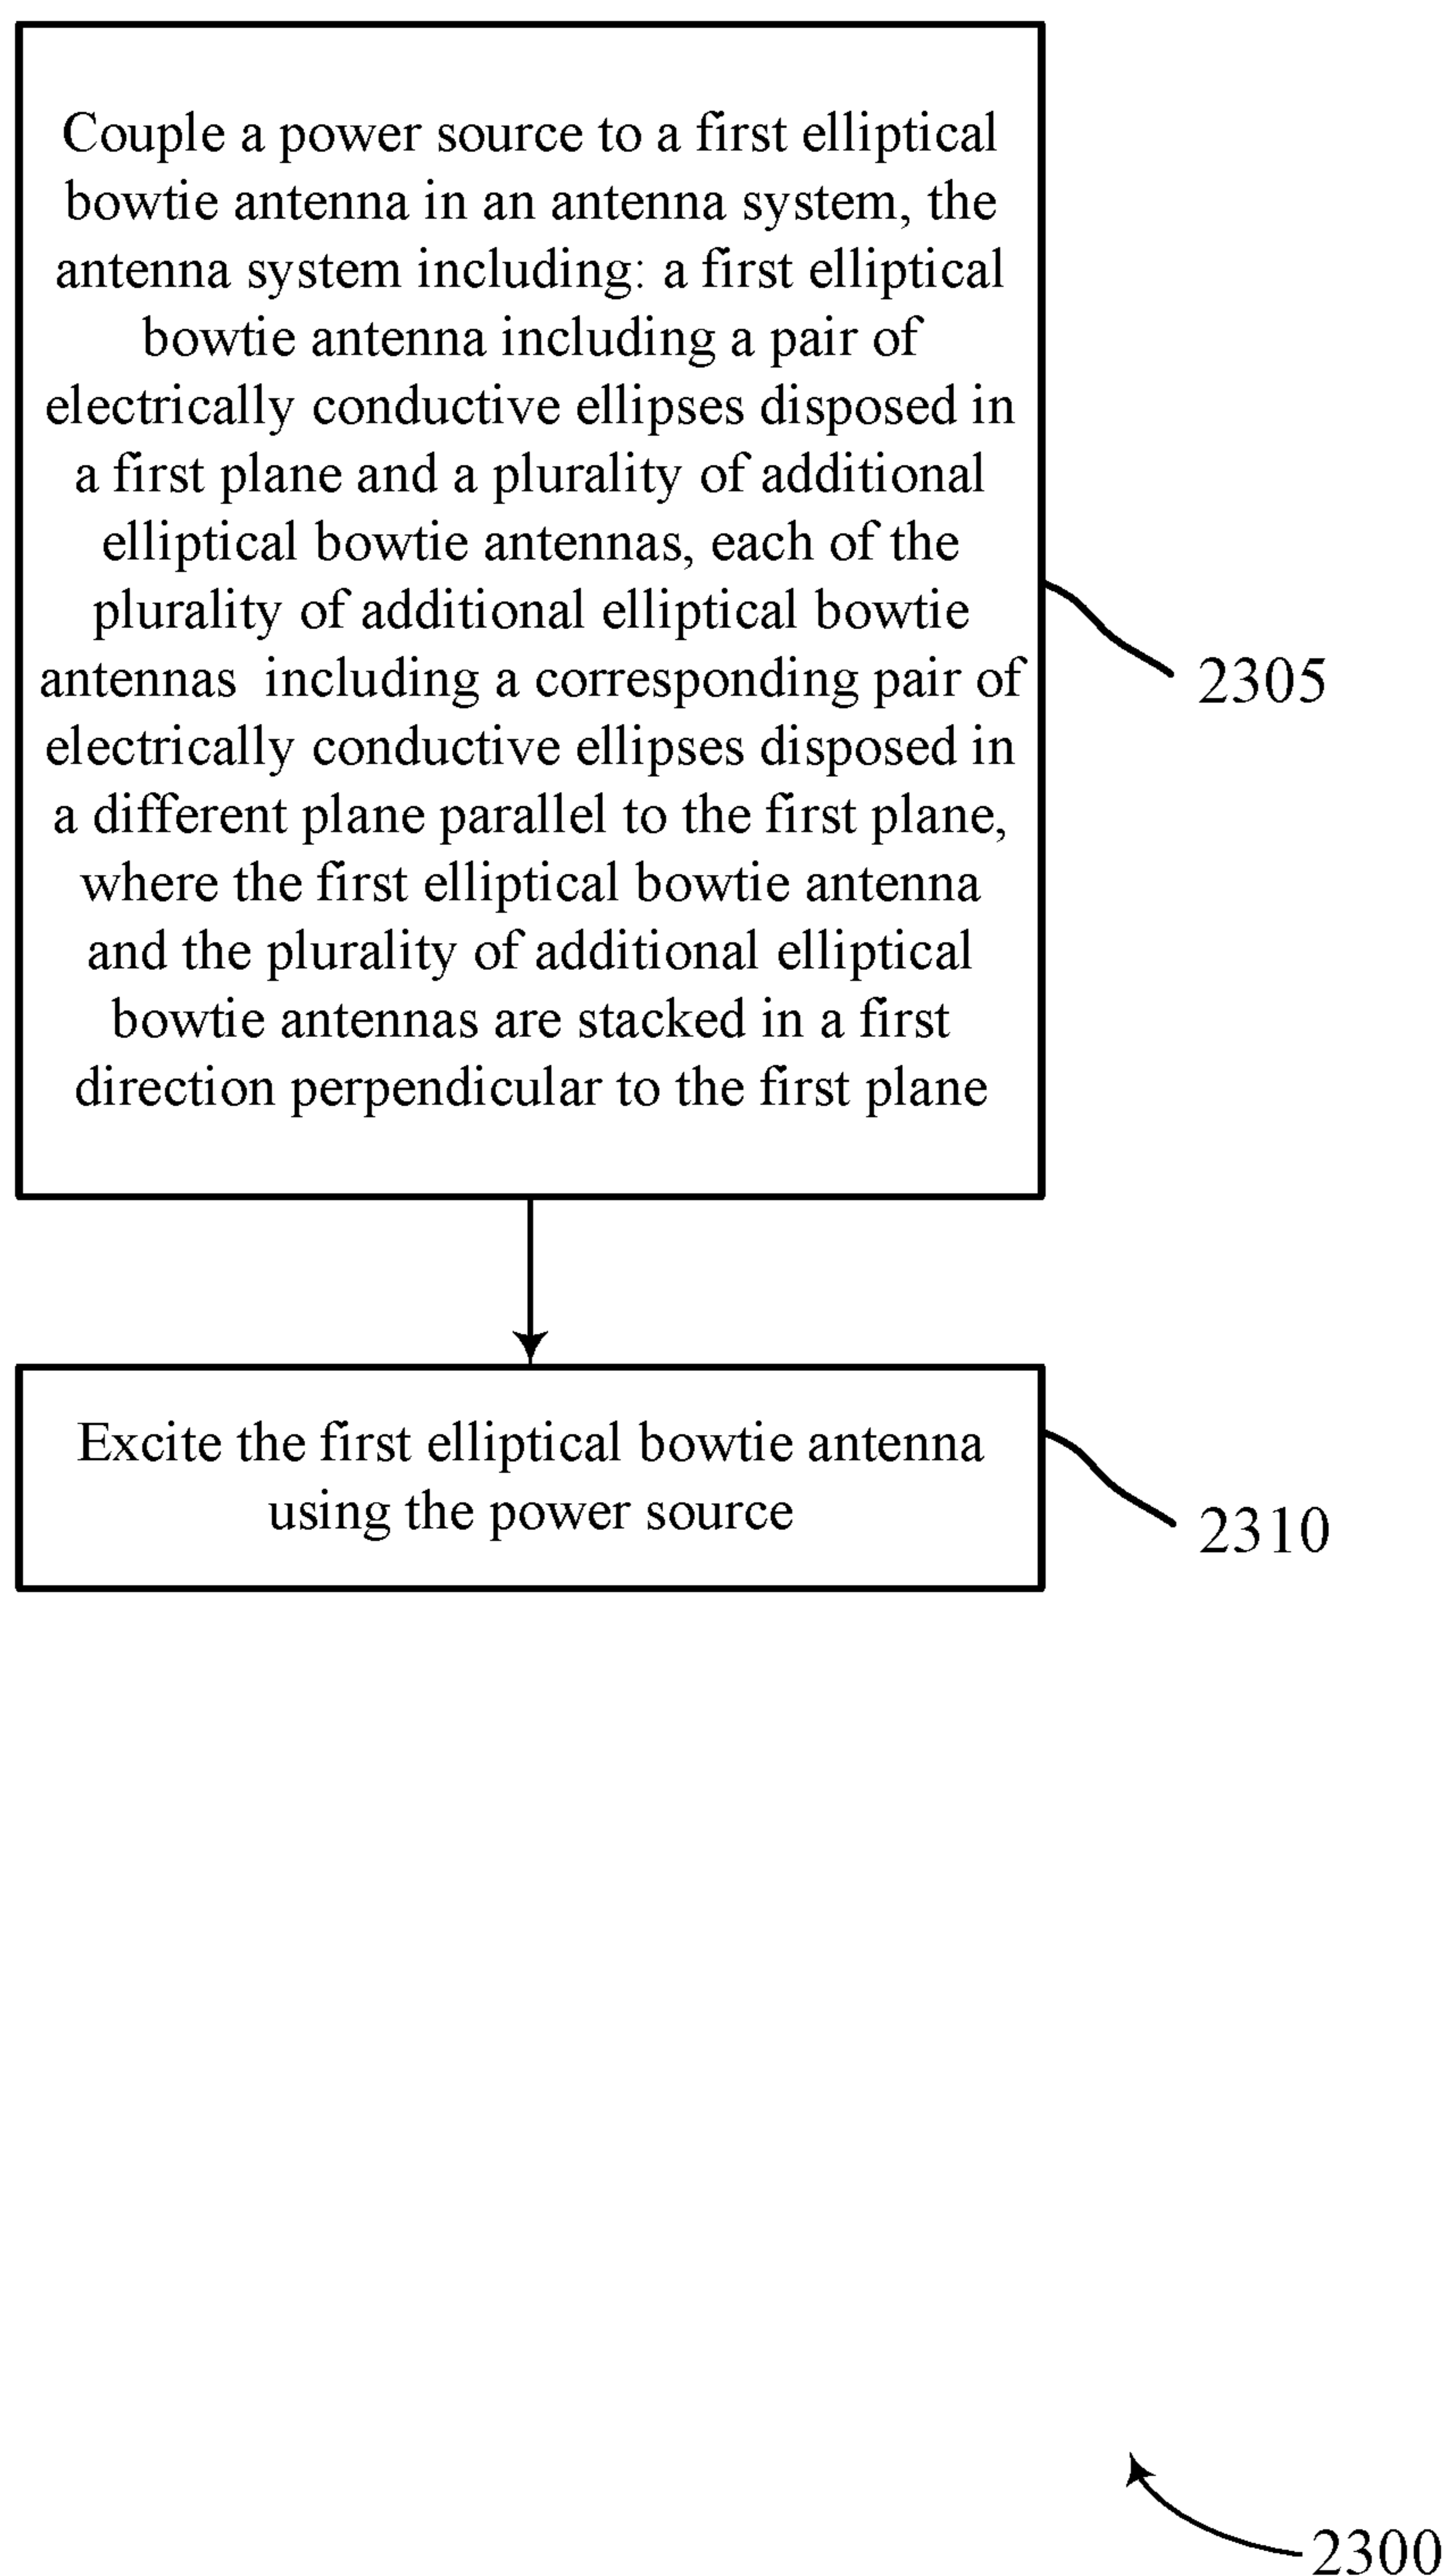 Couple a power source to a first elliptical
bowtie antenna in an antenna system, the
antenna system including: a first elliptical
bowtie antenna including a pair of
electrically conductive ellipses disposed in
a first plane and a plurality of additional
elliptical bowtie antennas, each of the
plurality of additional elliptical bowtie
antennas including a corresponding pair of
electrically conductive ellipses disposed in
a different plane parallel to the first plane,
where the first elliptical bowtie antenna
and the plurality of additional elliptical
bowtie antennas are stacked in a first
direction perpendicular to the first plane
2305
Excite the first elliptical bowtie antenna
using the power source
2310
2300